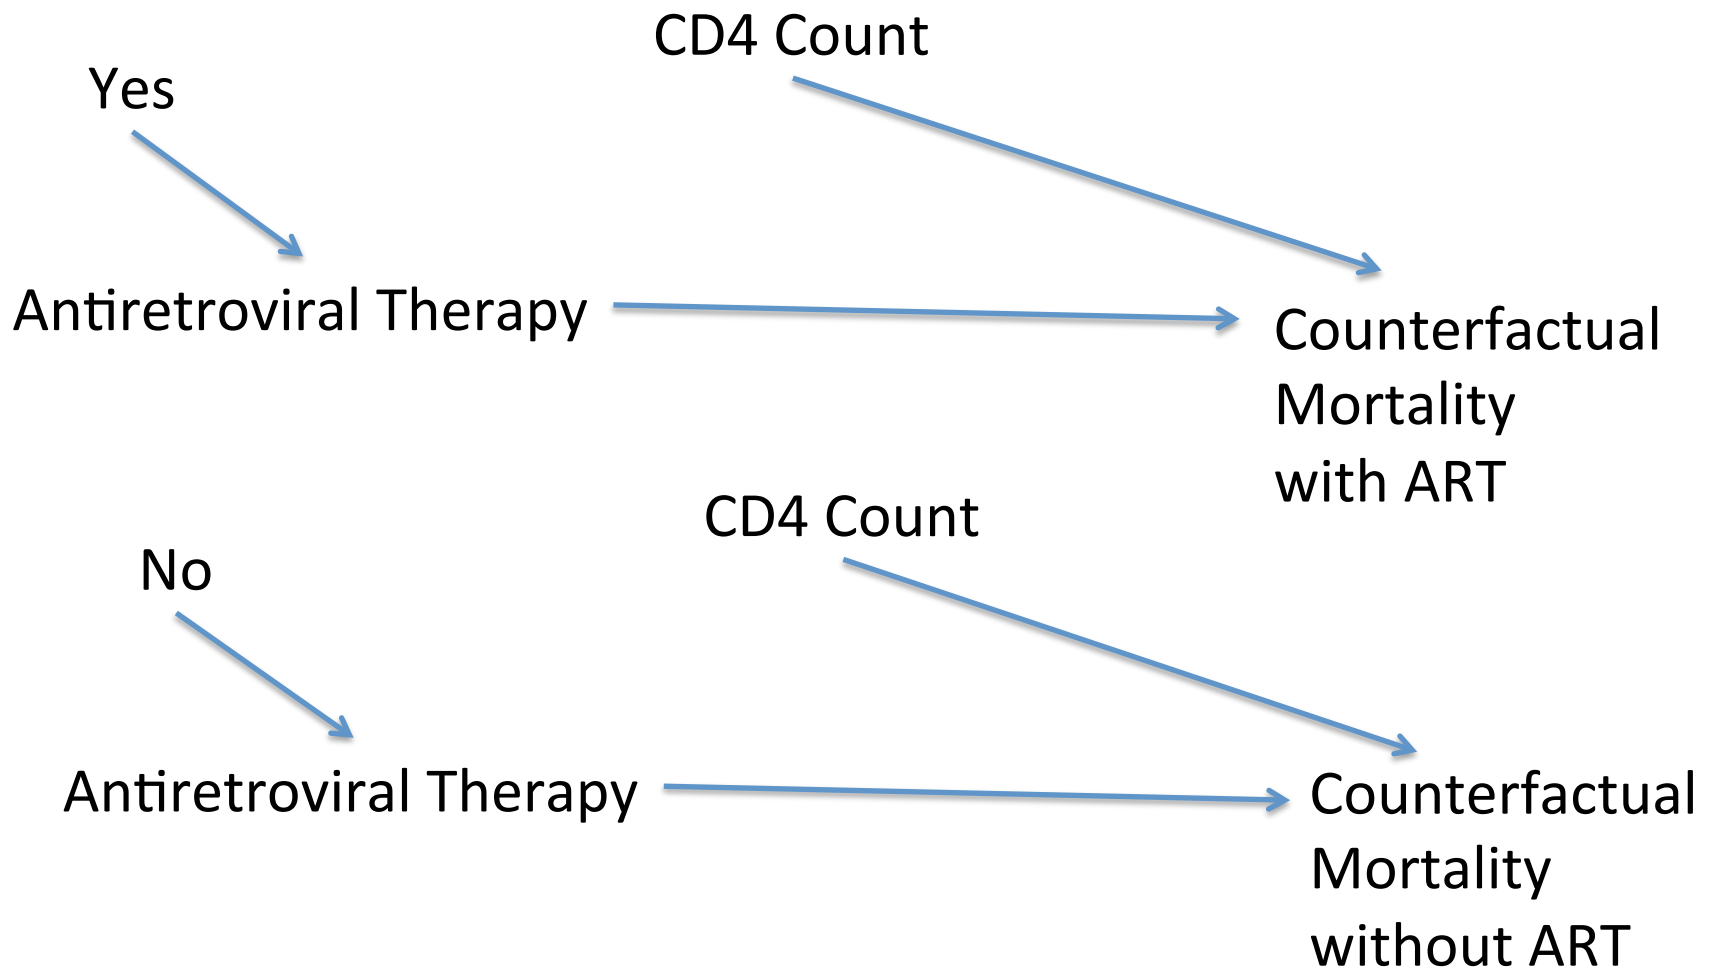 CD4 Count
Yes
Antiretroviral Therapy
Counterfactual
Mortality
with ART
CD4 Count
No
Antiretroviral Therapy
Counterfactual
Mortality
without ART